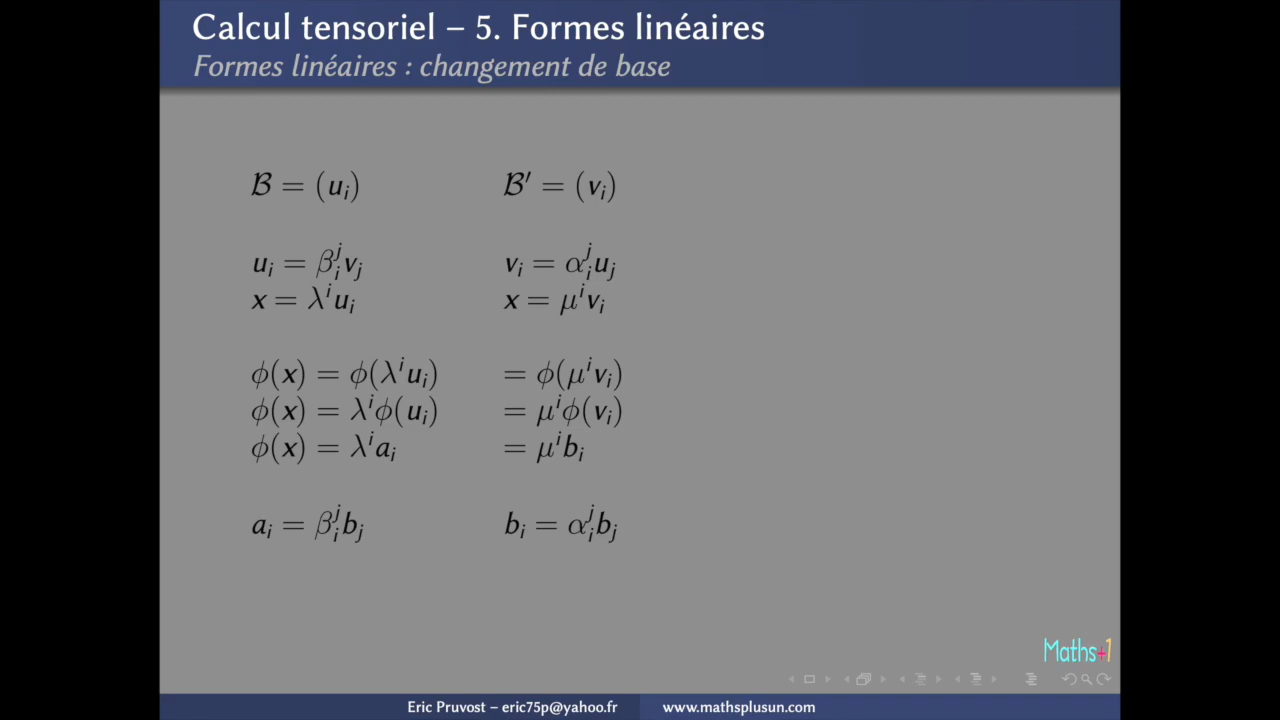 Calcul tensoriel – 5. Formes linéaires
Formes linéaires : changement de base
ℬ = (uᵢ) ℬ′ = (vᵢ)
uᵢ = βᵢʲvⱼ vᵢ = αᵢʲuⱼ
x = λⁱuᵢ x = μⁱvᵢ
ϕ(x) = ϕ(λⁱuᵢ) = ϕ(μⁱvᵢ)
ϕ(x) = λⁱϕ(uᵢ) = μⁱϕ(vᵢ)
ϕ(x) = λⁱaᵢ = μⁱbᵢ
aᵢ = βᵢʲbⱼ bᵢ = αᵢʲbⱼ
Maths+1
Eric Pruvost – eric75p@yahoo.fr www.mathsplusun.com